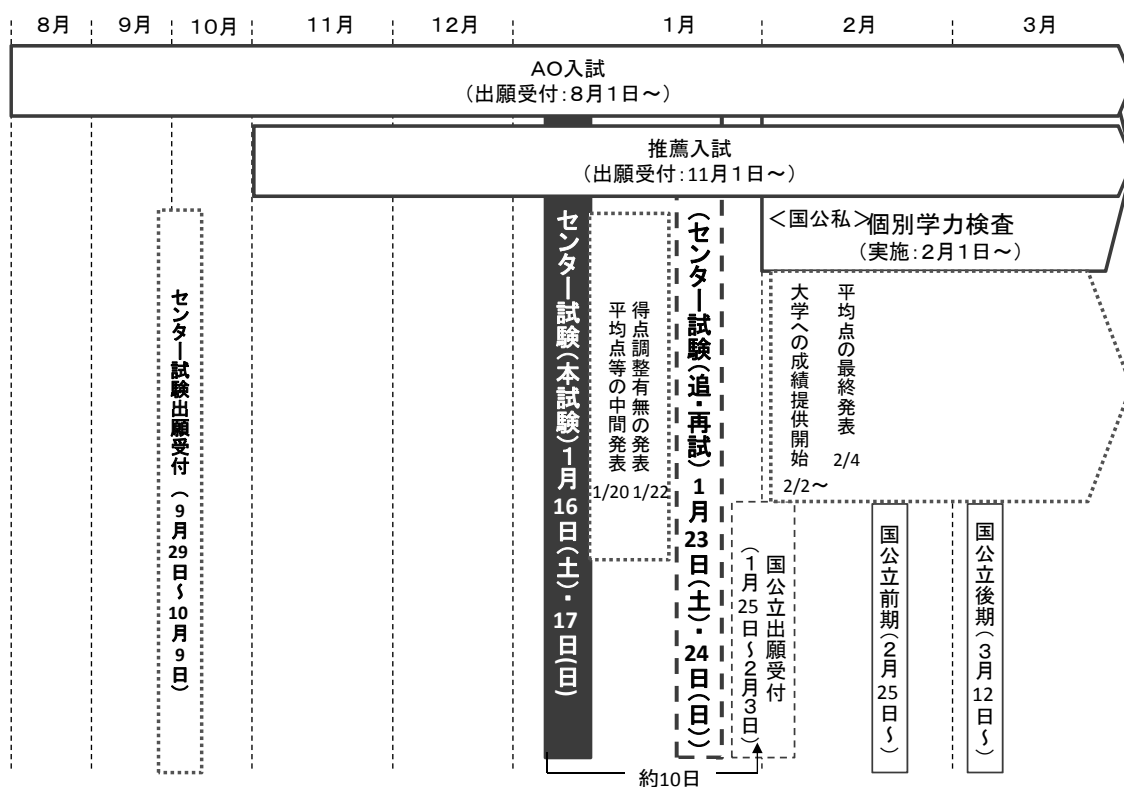 8月 9月 10月 11月 12月 1月 2月 3月
AO入試
（出願受付：8月1日～）
推薦入試
（出願受付：11月1日～）
＜国公私＞個別学力検査
（実施：2月1日～）
センター試験出願受付（9月29日～10月9日）
センター試験（本試験）1月16日（土）・17日(日)
得点調整有無の発表 1/22
平均点等の中間発表 1/20
（センター試験（追・再試）1月23日（土）・24日（日））
平均点の最終発表 2/4
大学への成績提供開始 2/2～
国公立出願受付
（1月25日～2月3日）
国公立前期（2月25日～）
国公立後期（3月12日～）
約10日